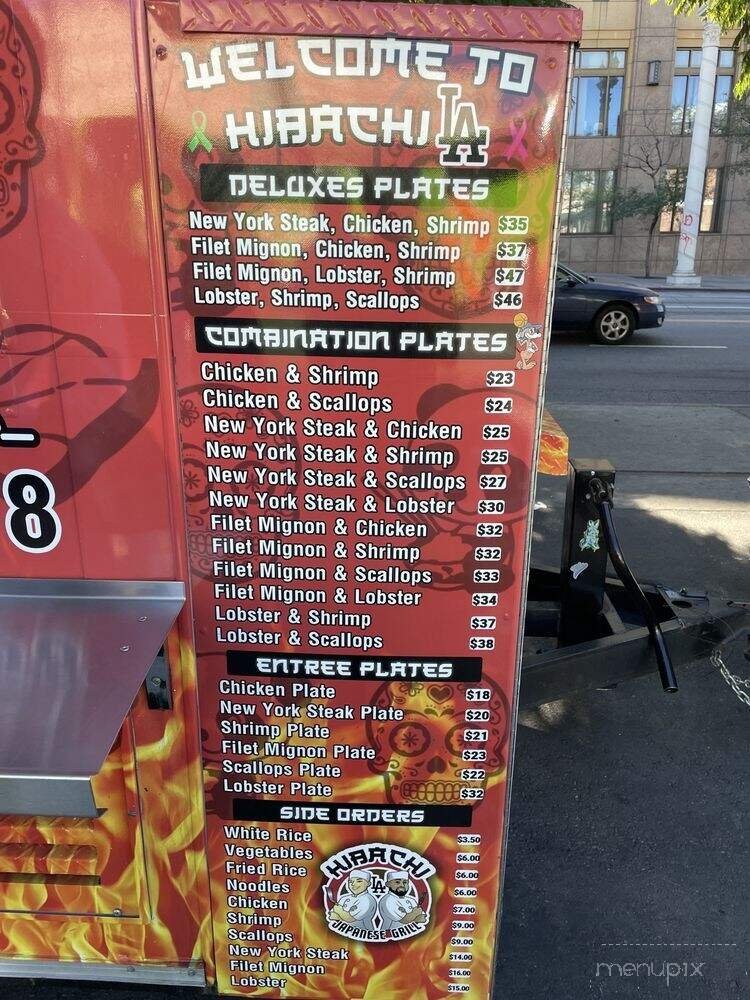 WELCOME TO
HIBACHI LA
DELUXES PLATES
New York Steak, Chicken, Shrimp $35
Filet Mignon, Chicken, Shrimp $37
Filet Mignon, Lobster, Shrimp $47
Lobster, Shrimp, Scallops $46
COMBINATION PLATES
Chicken & Shrimp $23
Chicken & Scallops $24
New York Steak & Chicken $25
New York Steak & Shrimp $25
New York Steak & Scallops $27
New York Steak & Lobster $30
Filet Mignon & Chicken $32
Filet Mignon & Shrimp $32
Filet Mignon & Scallops $33
Filet Mignon & Lobster $34
Lobster & Shrimp $37
Lobster & Scallops $38
8
ENTREE PLATES
Chicken Plate $18
New York Steak Plate $20
Shrimp Plate $21
Filet Mignon Plate $23
Scallops Plate $22
Lobster Plate $32
SIDE ORDERS
White Rice $3.50
Vegetables $6.00
Fried Rice $6.00
Noodles $6.00
Chicken $7.00
Shrimp $9.00
Scallops $9.00
New York Steak $14.00
Filet Mignon $16.00
Lobster $15.00
HIBACHI
LA
JAPANESE GRILL
menupix